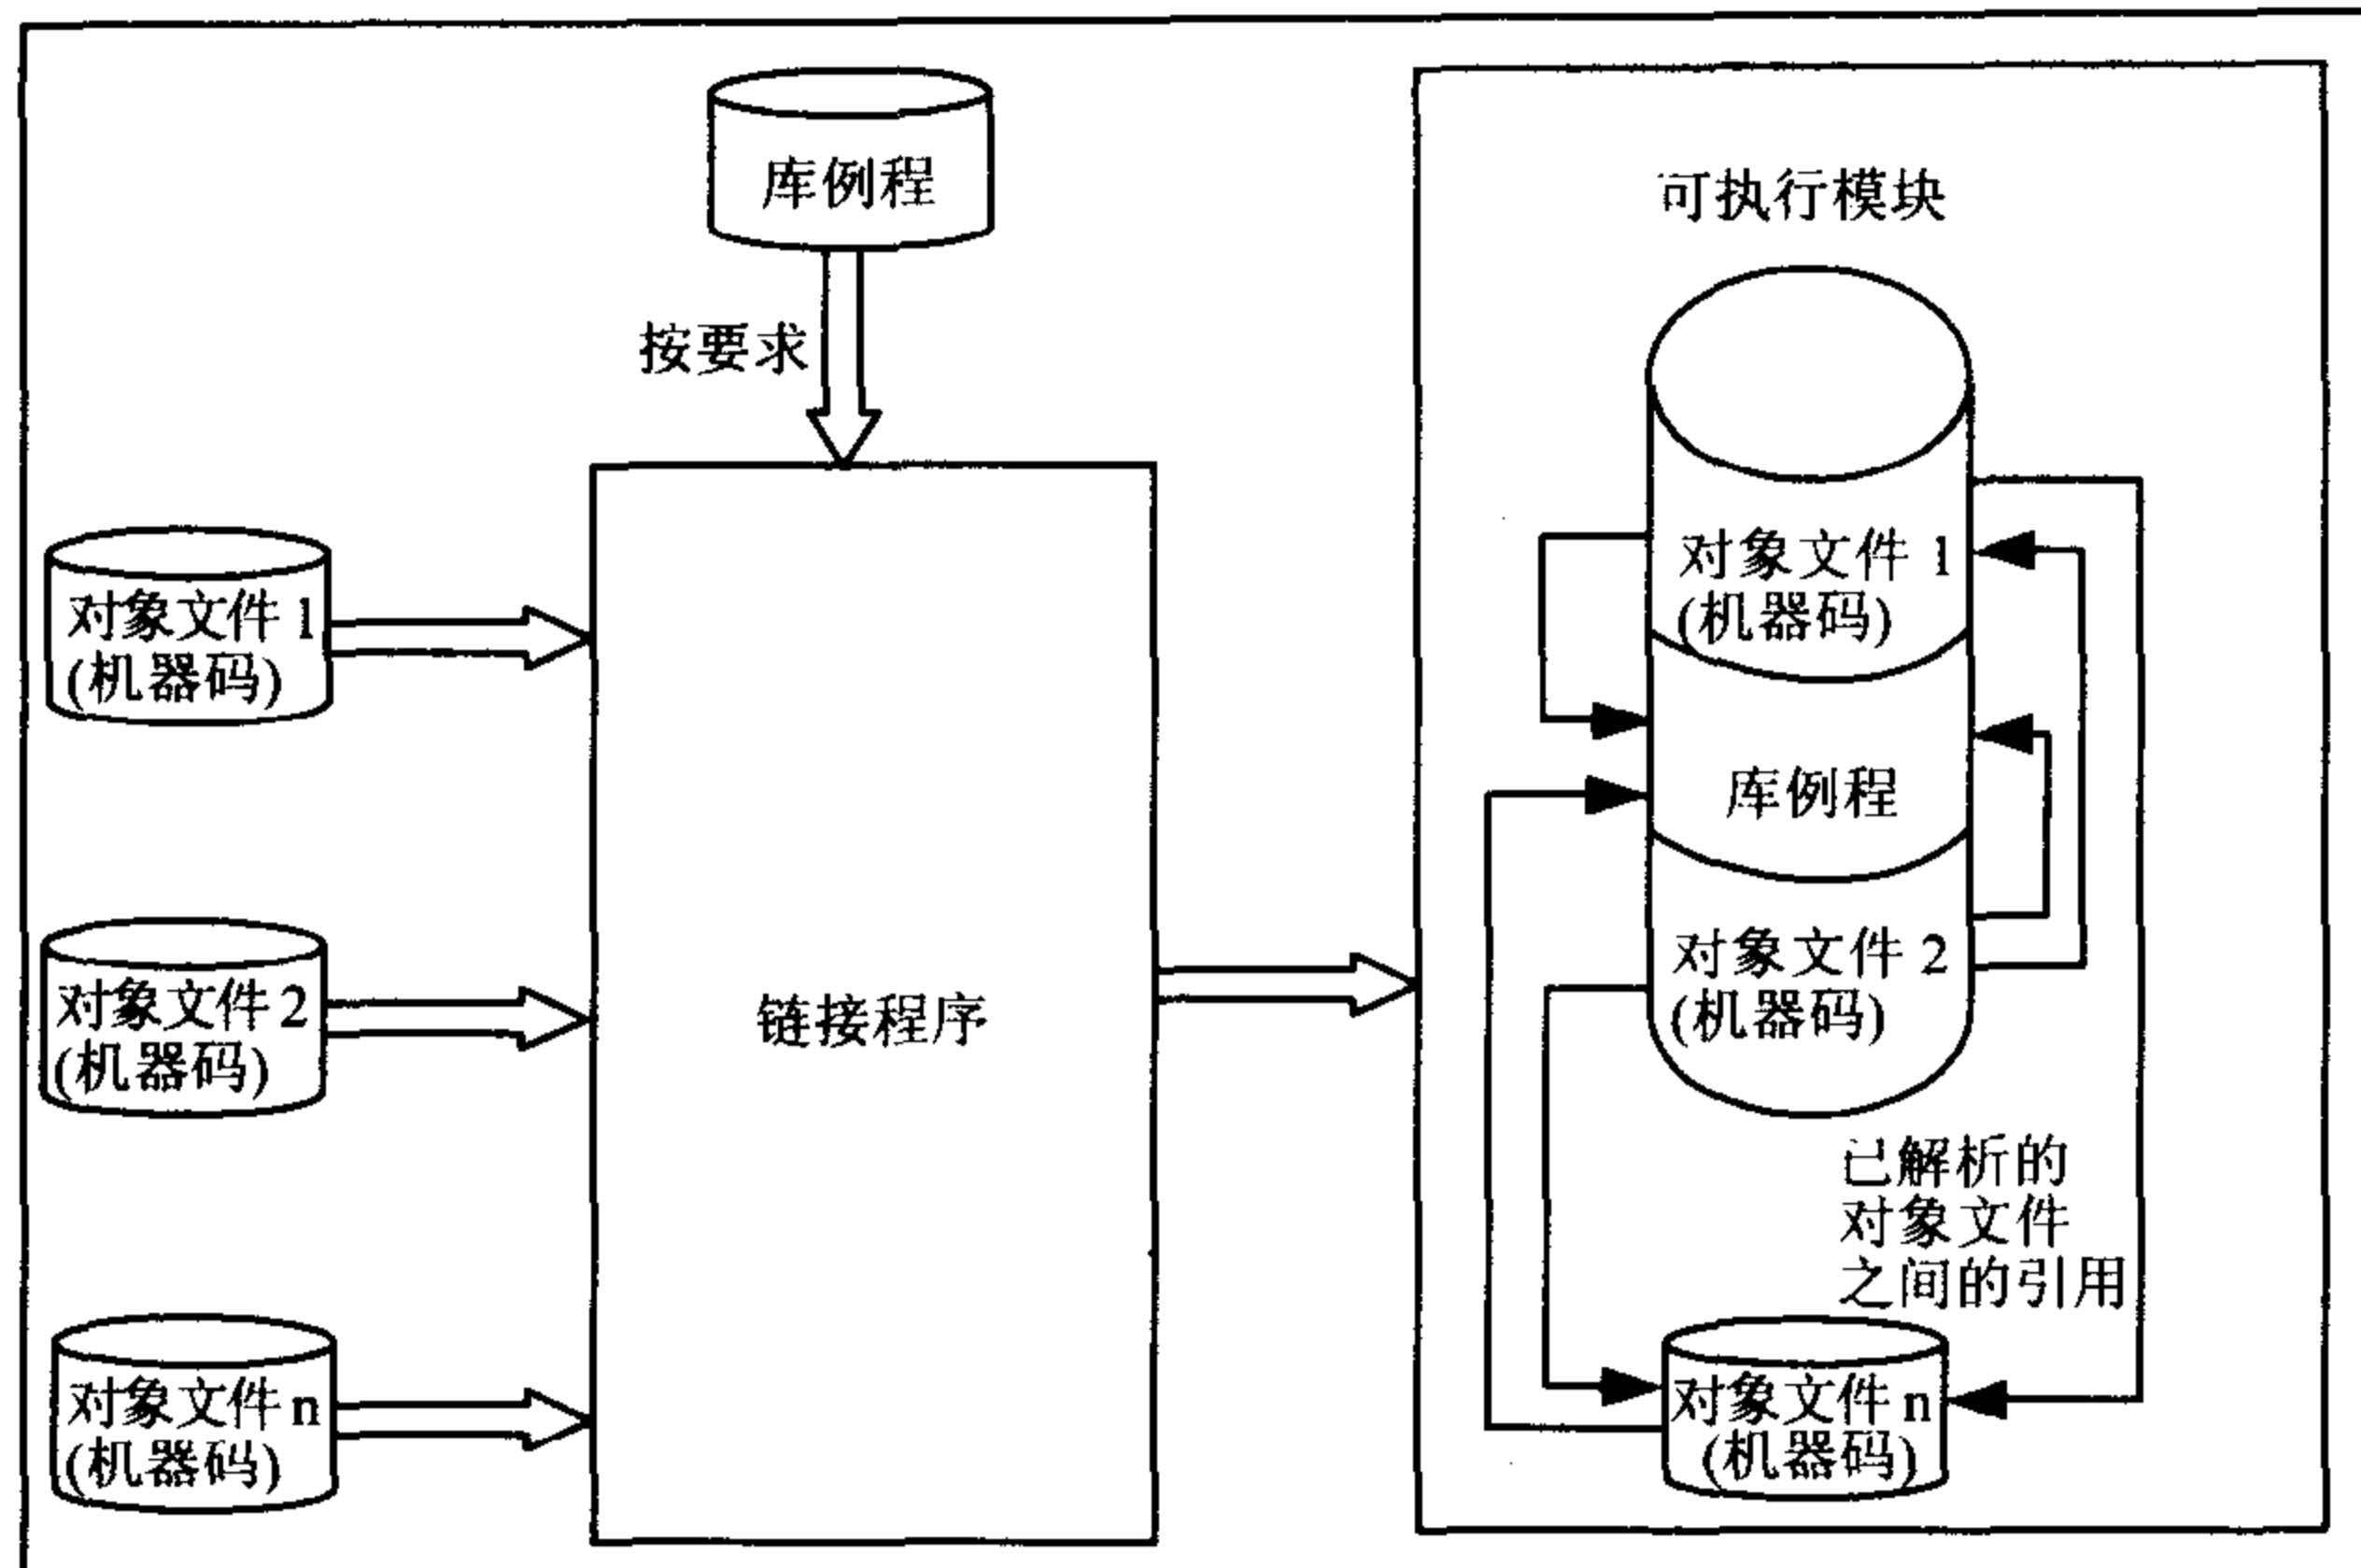 库例程
按要求
对象文件 1
(机器码)
对象文件 2
(机器码)
对象文件 n
(机器码)
链接程序
可执行模块
对象文件 1
(机器码)
库例程
对象文件 2
(机器码)
已解析的
对象文件
之间的引用
对象文件 n
(机器码)